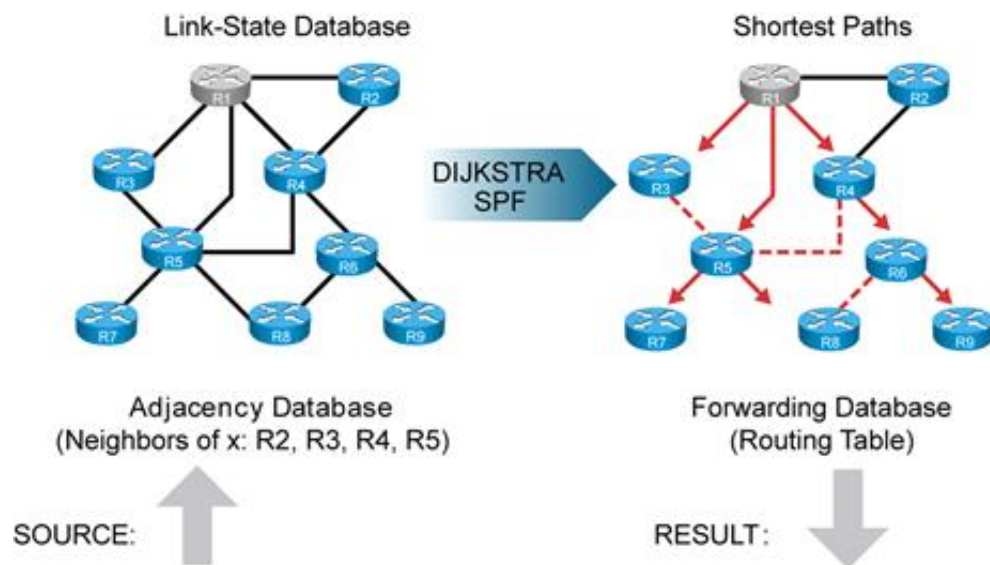 Link-State Database
Shortest Paths
R1
R2
R3
R4
R5
R6
R7
R8
R9
DIJKSTRA
SPF
R1
R2
R3
R4
R5
R6
R7
R8
R9
Adjacency Database
(Neighbors of x: R2, R3, R4, R5)
Forwarding Database
(Routing Table)
SOURCE:
RESULT: